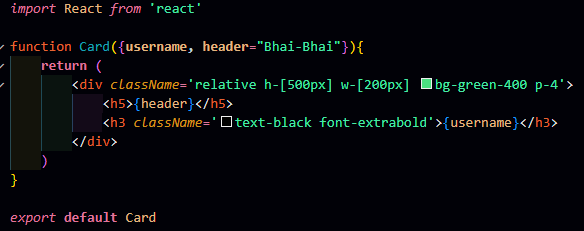 import React from 'react'
function Card({username, header="Bhai-Bhai"}){
return (
<div className='relative h-[500px] w-[200px] bg-green-400 p-4'>
<h5>{header}</h5>
<h3 className='text-black font-extrabold'>{username}</h3>
</div>
)
}
export default Card